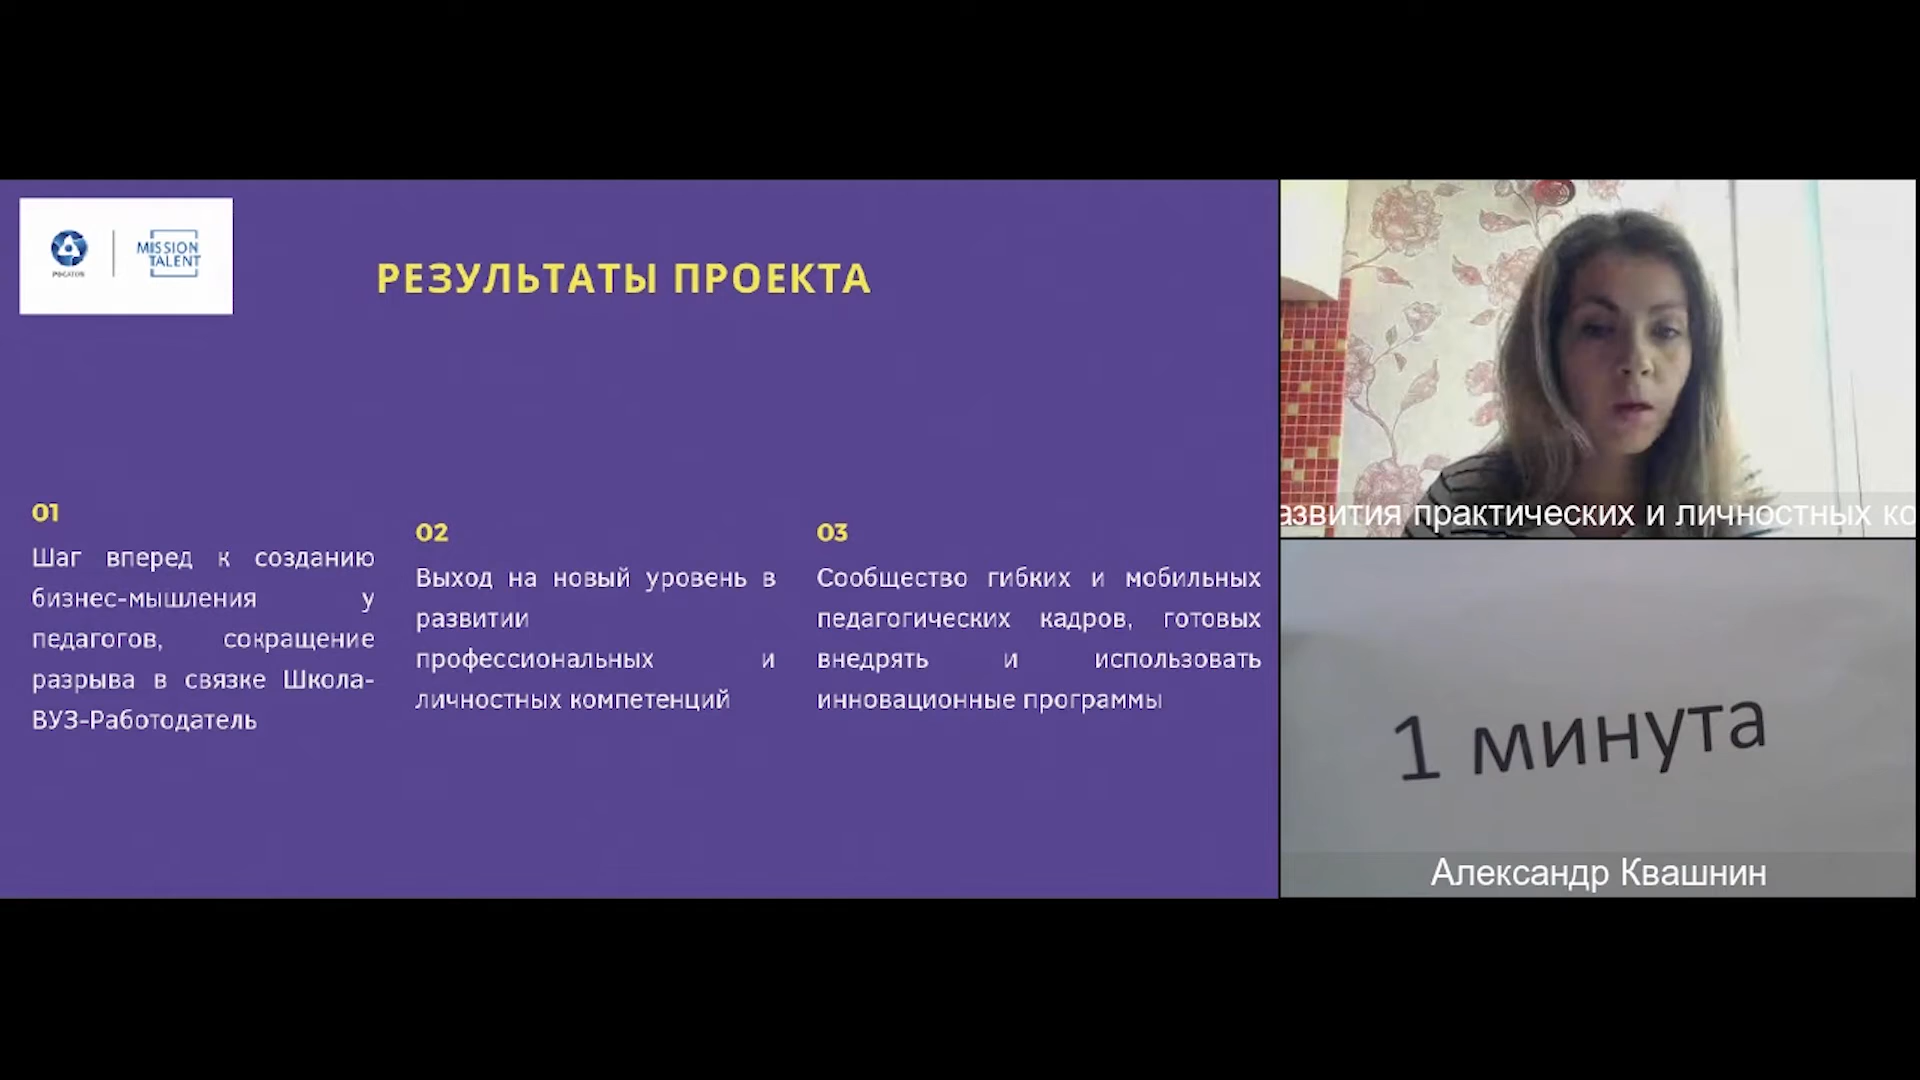 РОСАТОМ
MISSION
TALENT
РЕЗУЛЬТАТЫ ПРОЕКТА
01
Шаг вперед к созданию
бизнес-мышления у
педагогов, сокращение
разрыва в связке Школа-
ВУЗ-Работодатель
02
Выход на новый уровень в
развитии
профессиональных и
личностных компетенций
03
Сообщество гибких и мобильных
педагогических кадров, готовых
внедрять и использовать
инновационные программы
азвития практических и личностных ко
1 минута
Александр Квашнин